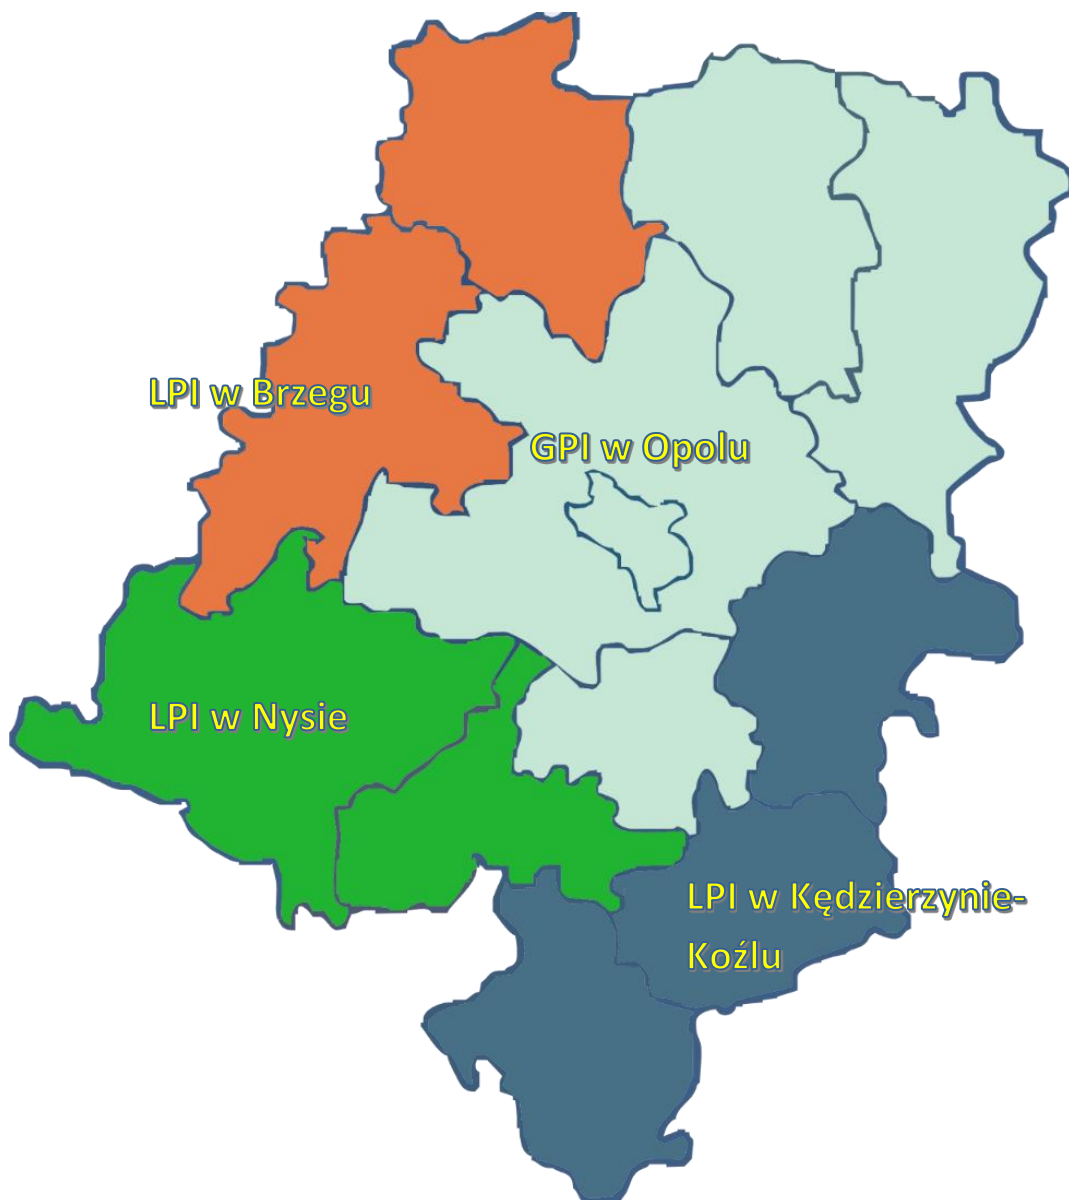 LPI w Brzegu
GPI w Opolu
LPI w Nysie
LPI w Kędzierzynie-
Koźlu